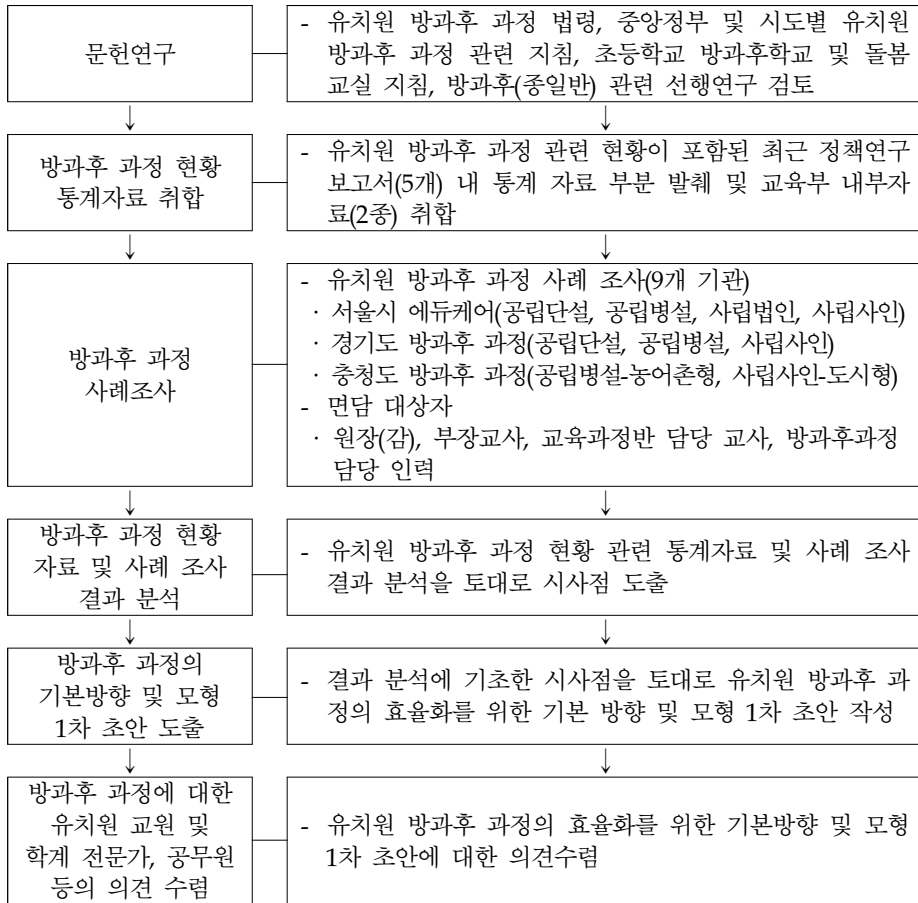 문헌연구
- 유치원 방과후 과정 법령, 중앙정부 및 시도별 유치원
방과후 과정 관련 지침, 초등학교 방과후학교 및 돌봄
교실 지침, 방과후(종일반) 관련 선행연구 검토
↓ ↓
방과후 과정 현황
통계자료 취합
- 유치원 방과후 과정 관련 현황이 포함된 최근 정책연구
보고서(5개) 내 통계 자료 부분 발췌 및 교육부 내부자
료(2종) 취합
↓ ↓
방과후 과정
사례조사
- 유치원 방과후 과정 사례 조사(9개 기관)
· 서울시 에듀케어(공립단설, 공립병설, 사립법인, 사립사인)
· 경기도 방과후 과정(공립단설, 공립병설, 사립사인)
· 충청도 방과후 과정(공립병설-농어촌형, 사립사인-도시형)
- 면담 대상자
· 원장(감), 부장교사, 교육과정반 담당 교사, 방과후과정
담당 인력
↓ ↓
방과후 과정 현황
자료 및 사례 조사
결과 분석
- 유치원 방과후 과정 현황 관련 통계자료 및 사례 조사
결과 분석을 토대로 시사점 도출
↓ ↓
방과후 과정의
기본방향 및 모형
1차 초안 도출
- 결과 분석에 기초한 시사점을 토대로 유치원 방과후 과
정의 효율화를 위한 기본 방향 및 모형 1차 초안 작성
↓ ↓
방과후 과정에 대한
유치원 교원 및
학계 전문가, 공무원
등의 의견 수렴
- 유치원 방과후 과정의 효율화를 위한 기본방향 및 모형
1차 초안에 대한 의견수렴